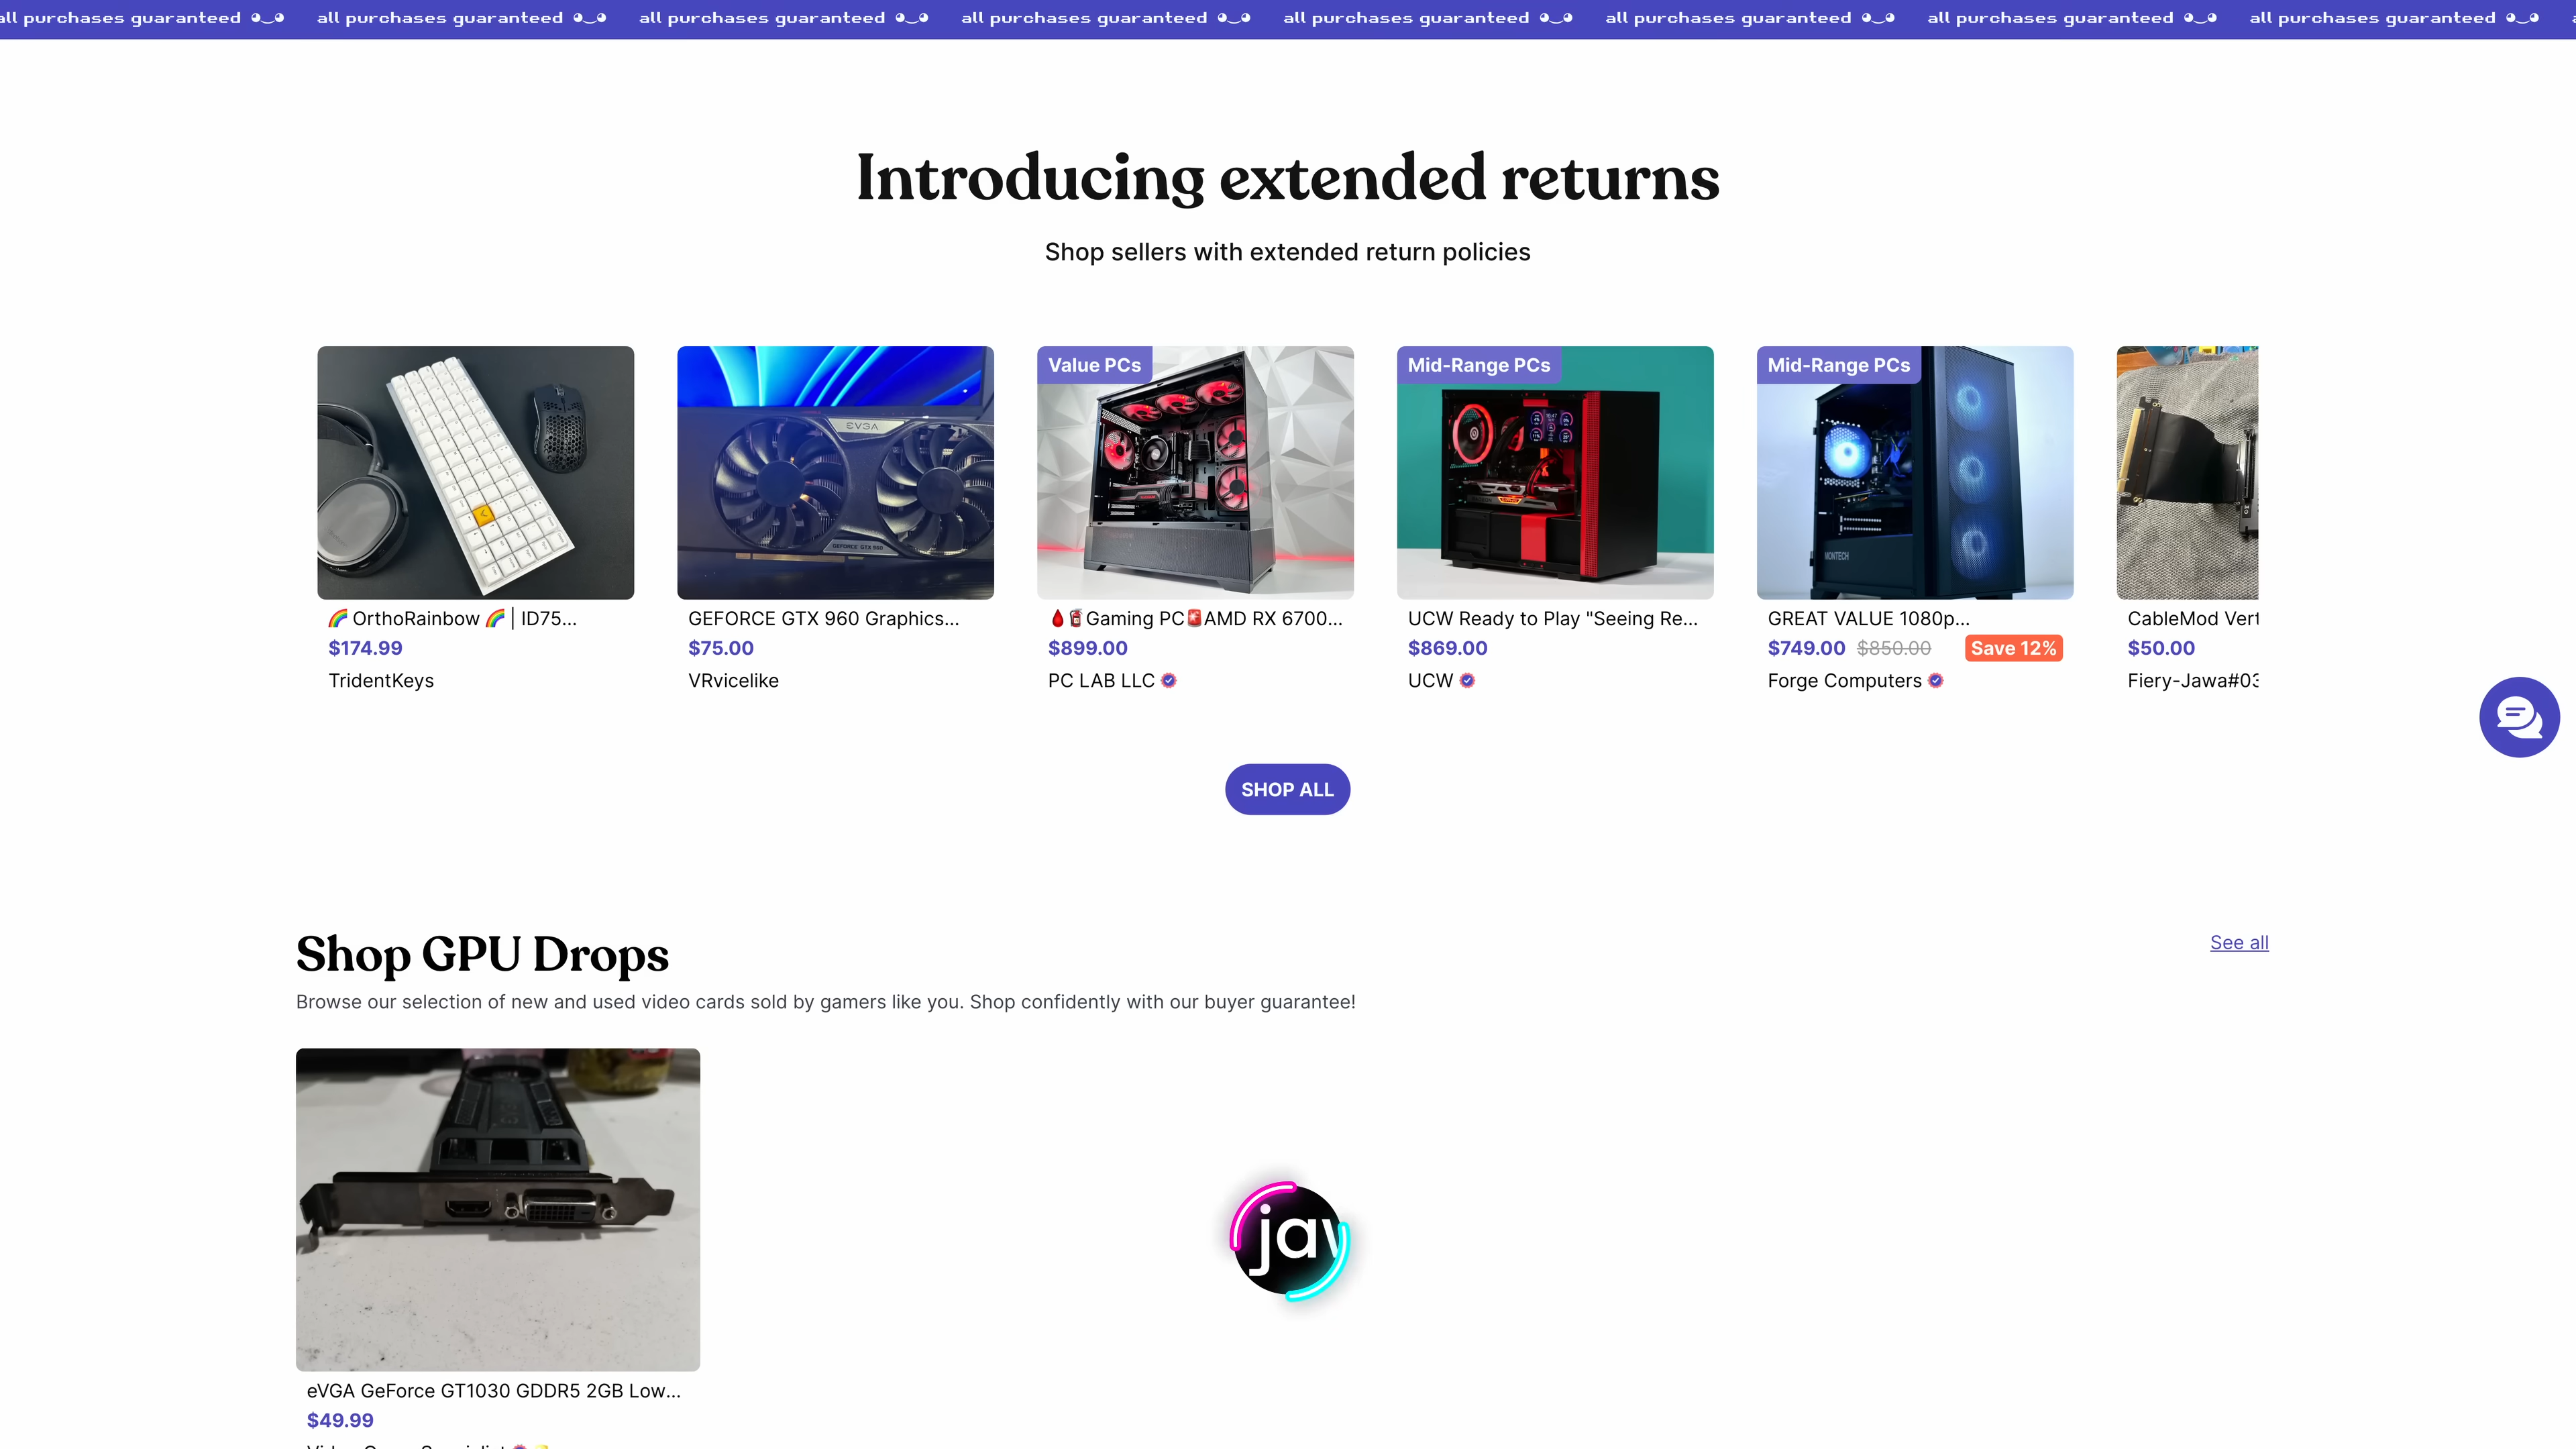 all purchases guaranteed all purchases guaranteed all purchases guaranteed all purchases guaranteed all purchases guaranteed all purchases guaranteed all purchases guaranteed all purchases guaranteed
Introducing extended returns
Shop sellers with extended return policies
EVGA
GEFORCE GTX 960
Value PCs
Mid-Range PCs
Mid-Range PCs
MONTECH
🌈 OrthoRainbow 🌈 | ID75...
$174.99
TridentKeys
GEFORCE GTX 960 Graphics...
$75.00
VRvicelike
🩸🧯Gaming PC🚨AMD RX 6700...
$899.00
PC LAB LLC
UCW Ready to Play "Seeing Re...
$869.00
UCW
GREAT VALUE 1080p...
$749.00 $850.00 Save 12%
Forge Computers
CableMod Vert
$50.00
Fiery-Jawa#03
SHOP ALL
Shop GPU Drops
See all
Browse our selection of new and used video cards sold by gamers like you. Shop confidently with our buyer guarantee!
jaw
eVGA GeForce GT1030 GDDR5 2GB Low...
$49.99